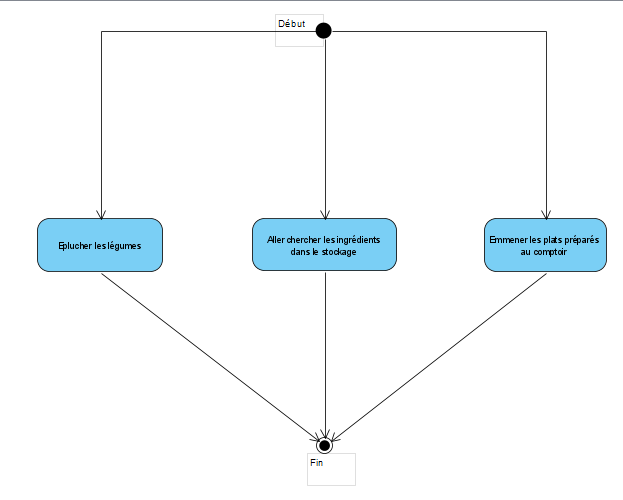 Début
Eplucher les légumes
Aller chercher les ingrédients
dans le stockage
Emmener les plats préparés
au comptoir
Fin